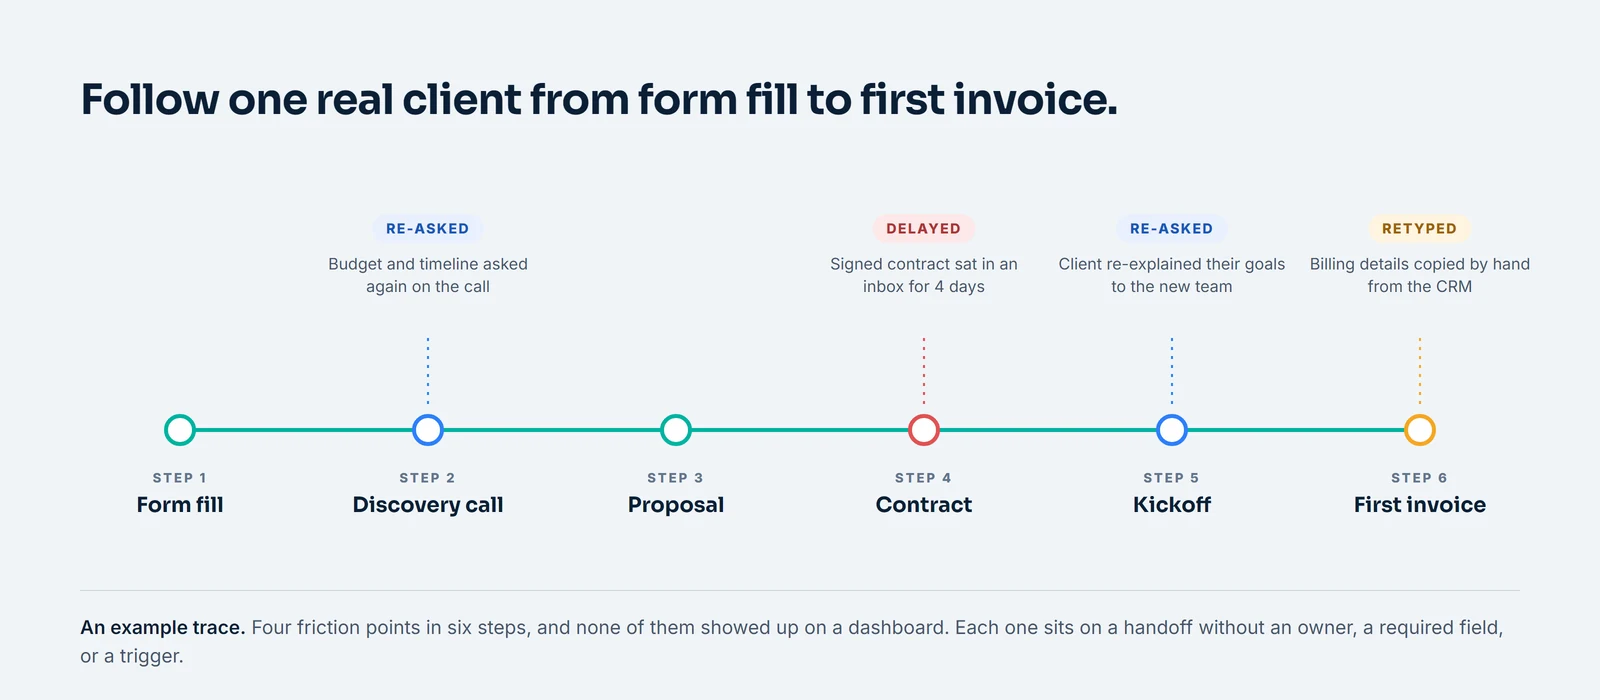 Follow one real client from form fill to first invoice.
RE-ASKED
Budget and timeline asked
again on the call
DELAYED
Signed contract sat in an
inbox for 4 days
RE-ASKED
Client re-explained their goals
to the new team
RETYPED
Billing details copied by hand
from the CRM
STEP 1
Form fill
STEP 2
Discovery call
STEP 3
Proposal
STEP 4
Contract
STEP 5
Kickoff
STEP 6
First invoice
An example trace. Four friction points in six steps, and none of them showed up on a dashboard. Each one sits on a handoff without an owner, a required field,
or a trigger.